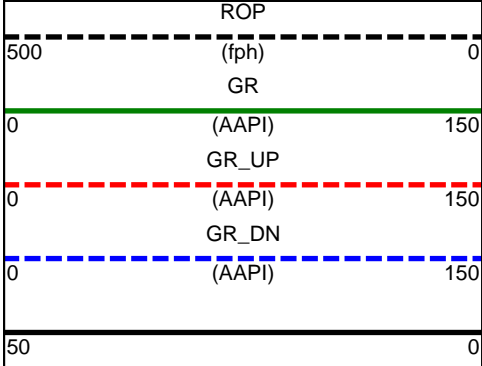 ROP
500 (fph) 0
GR
0 (AAPI) 150
GR_UP
0 (AAPI) 150
GR_DN
0 (AAPI) 150
50 0